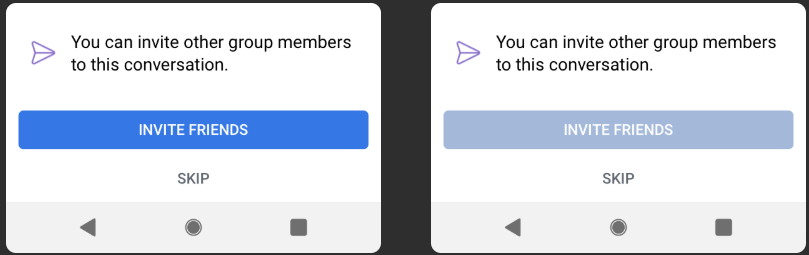 You can invite other group members
to this conversation.
INVITE FRIENDS
SKIP
You can invite other group members
to this conversation.
INVITE FRIENDS
SKIP